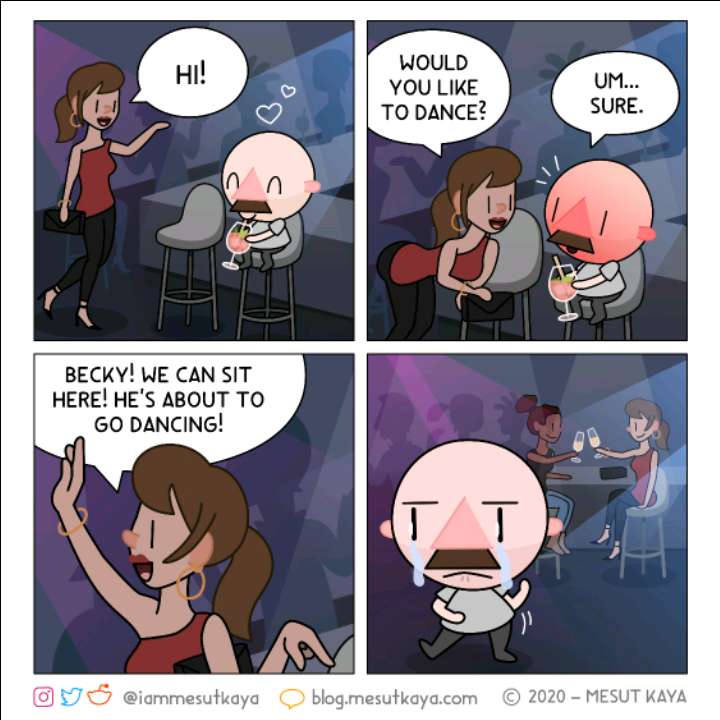 HI!
WOULD
YOU LIKE
TO DANCE?
UM...
SURE.
BECKY! WE CAN SIT
HERE! HE'S ABOUT TO
GO DANCING!
@iammesutkaya blog.mesutkaya.com © 2020 – MESUT KAYA